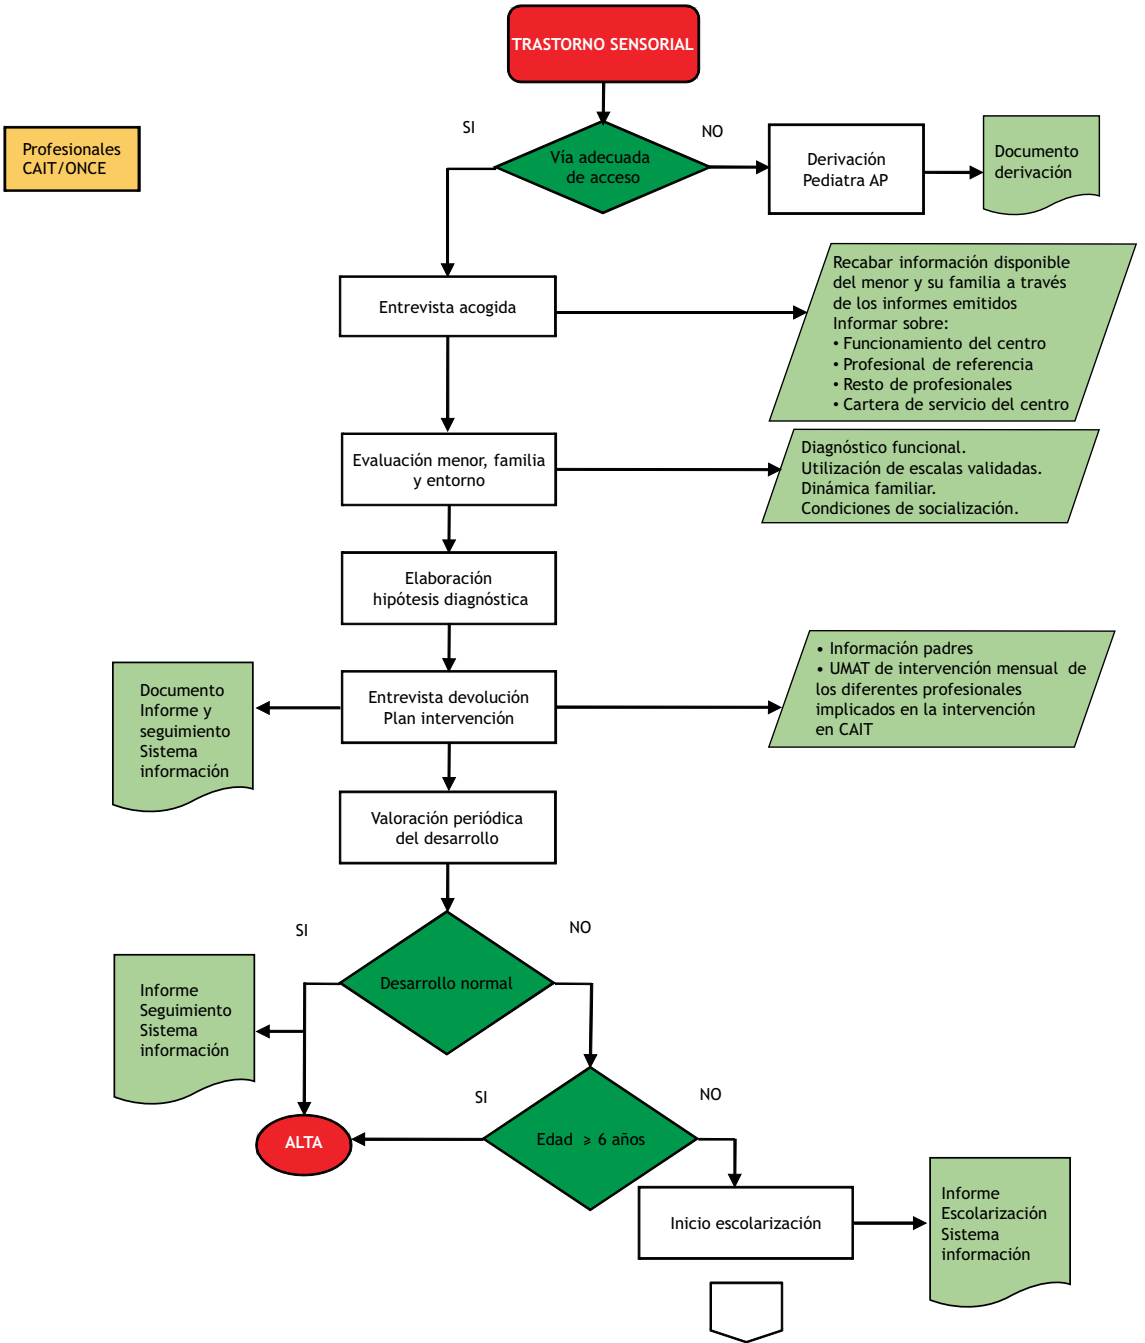 TRASTORNO SENSORIAL
Profesionales
CAIT/ONCE
SI
NO
Vía adecuada
de acceso
Derivación
Pediatra AP
Documento
derivación
Entrevista acogida
Recabar información disponible
del menor y su familia a través
de los informes emitidos
Informar sobre:
• Funcionamiento del centro
• Profesional de referencia
• Resto de profesionales
• Cartera de servicio del centro
Evaluación menor, familia
y entorno
Diagnóstico funcional.
Utilización de escalas validadas.
Dinámica familiar.
Condiciones de socialización.
Elaboración
hipótesis diagnóstica
Documento
Informe y
seguimiento
Sistema
información
Entrevista devolución
Plan intervención
• Información padres
• UMAT de intervención mensual de
los diferentes profesionales
implicados en la intervención
en CAIT
Valoración periódica
del desarrollo
SI
NO
Desarrollo normal
Informe
Seguimiento
Sistema
información
SI
NO
ALTA
Edad ≥ 6 años
Inicio escolarización
Informe
Escolarización
Sistema
información